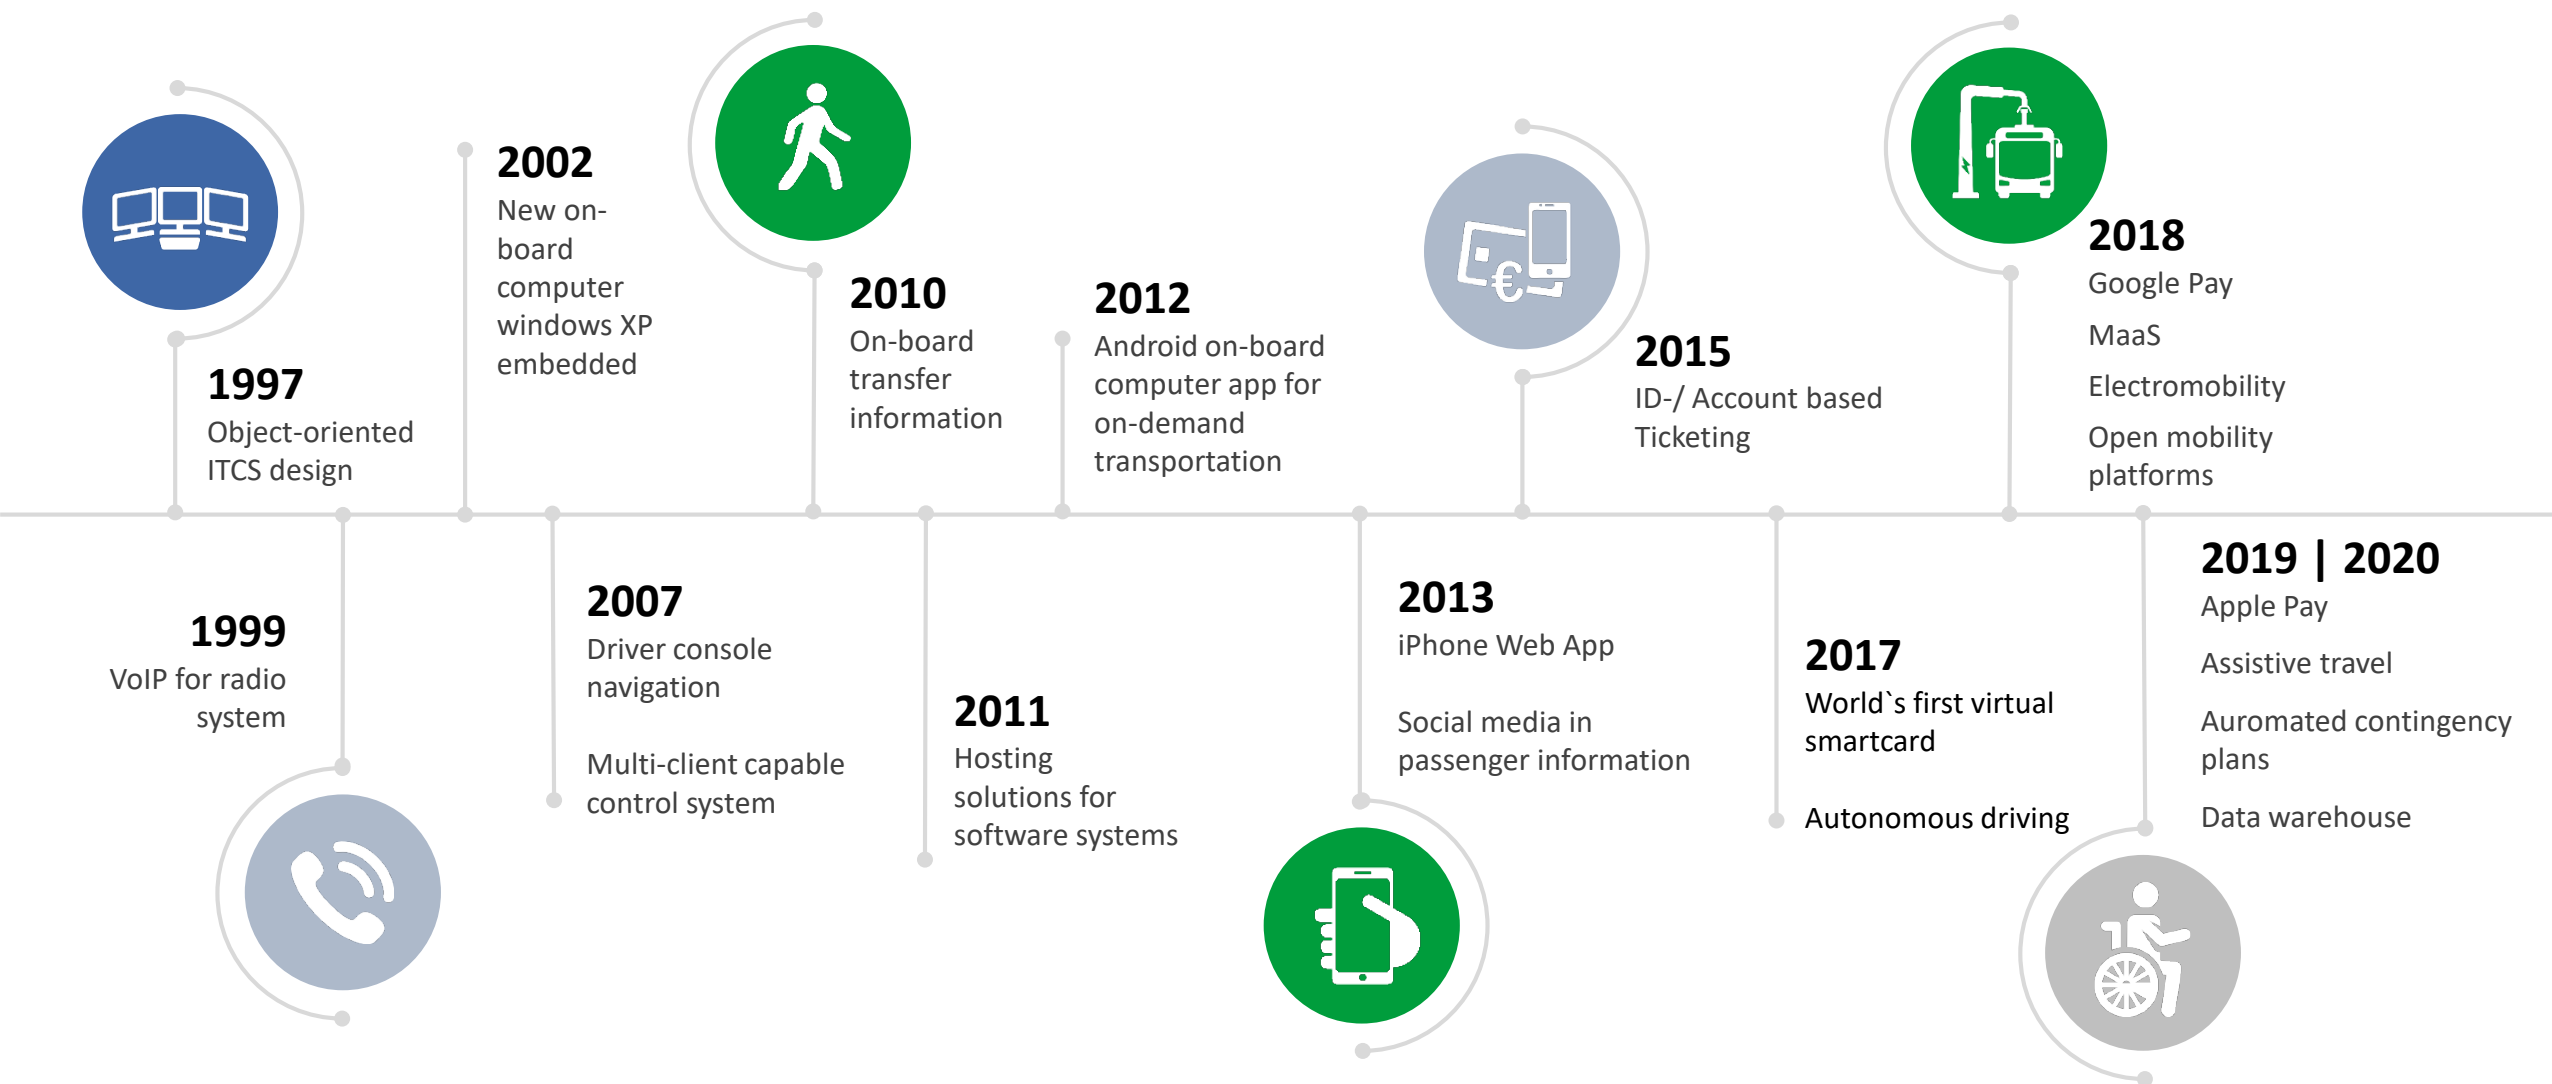 1997
Object-oriented
ITCS design
1999
VoIP for radio
system
2002
New on-
board
computer
windows XP
embedded
2007
Driver console
navigation
Multi-client capable
control system
2010
On-board
transfer
information
2011
Hosting
solutions for
software systems
2012
Android on-board
computer app for
on-demand
transportation
2013
iPhone Web App
Social media in
passenger information
2015
ID-/ Account based
Ticketing
€
2017
World`s first virtual
smartcard
Autonomous driving
2018
Google Pay
MaaS
Electromobility
Open mobility
platforms
2019 | 2020
Apple Pay
Assistive travel
Auromated contingency
plans
Data warehouse